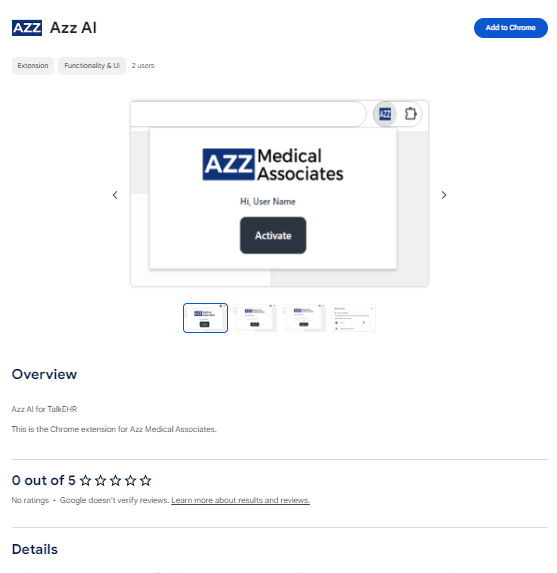 AZZ Azz AI
Add to Chrome
Extension Functionality & UI 2 users
AZZ
AZZ Medical Associates
Hi, User Name
Activate
Overview
Azz AI for TalkEHR
This is the Chrome extension for Azz Medical Associates.
0 out of 5
No ratings • Google doesn't verify reviews. Learn more about results and reviews.
Details